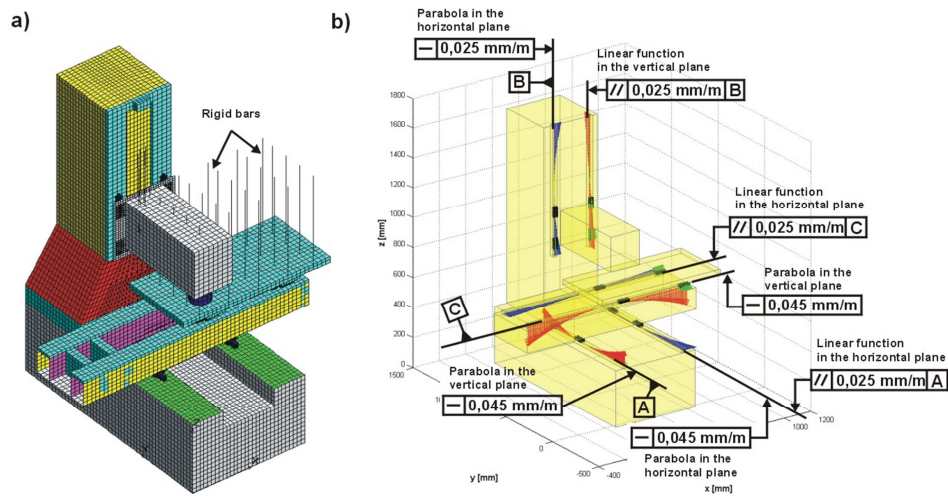 a)
Rigid bars
b)
Parabola in the
horizontal plane
— 0,025 mm/m
B
Linear function
in the vertical plane
// 0,025 mm/m B
Linear function
in the horizontal plane
// 0,025 mm/m C
Parabola in the
vertical plane
— 0,045 mm/m
Linear function
in the horizontal plane
// 0,025 mm/m A
— 0,045 mm/m
Parabola in the
horizontal plane
A
Parabola in the
vertical plane
— 0,045 mm/m
C
z [mm]
1800
1600
1400
1200
1000
800
600
400
200
0
1500
0
-500
y [mm]
-400
1000
1200
x [mm]